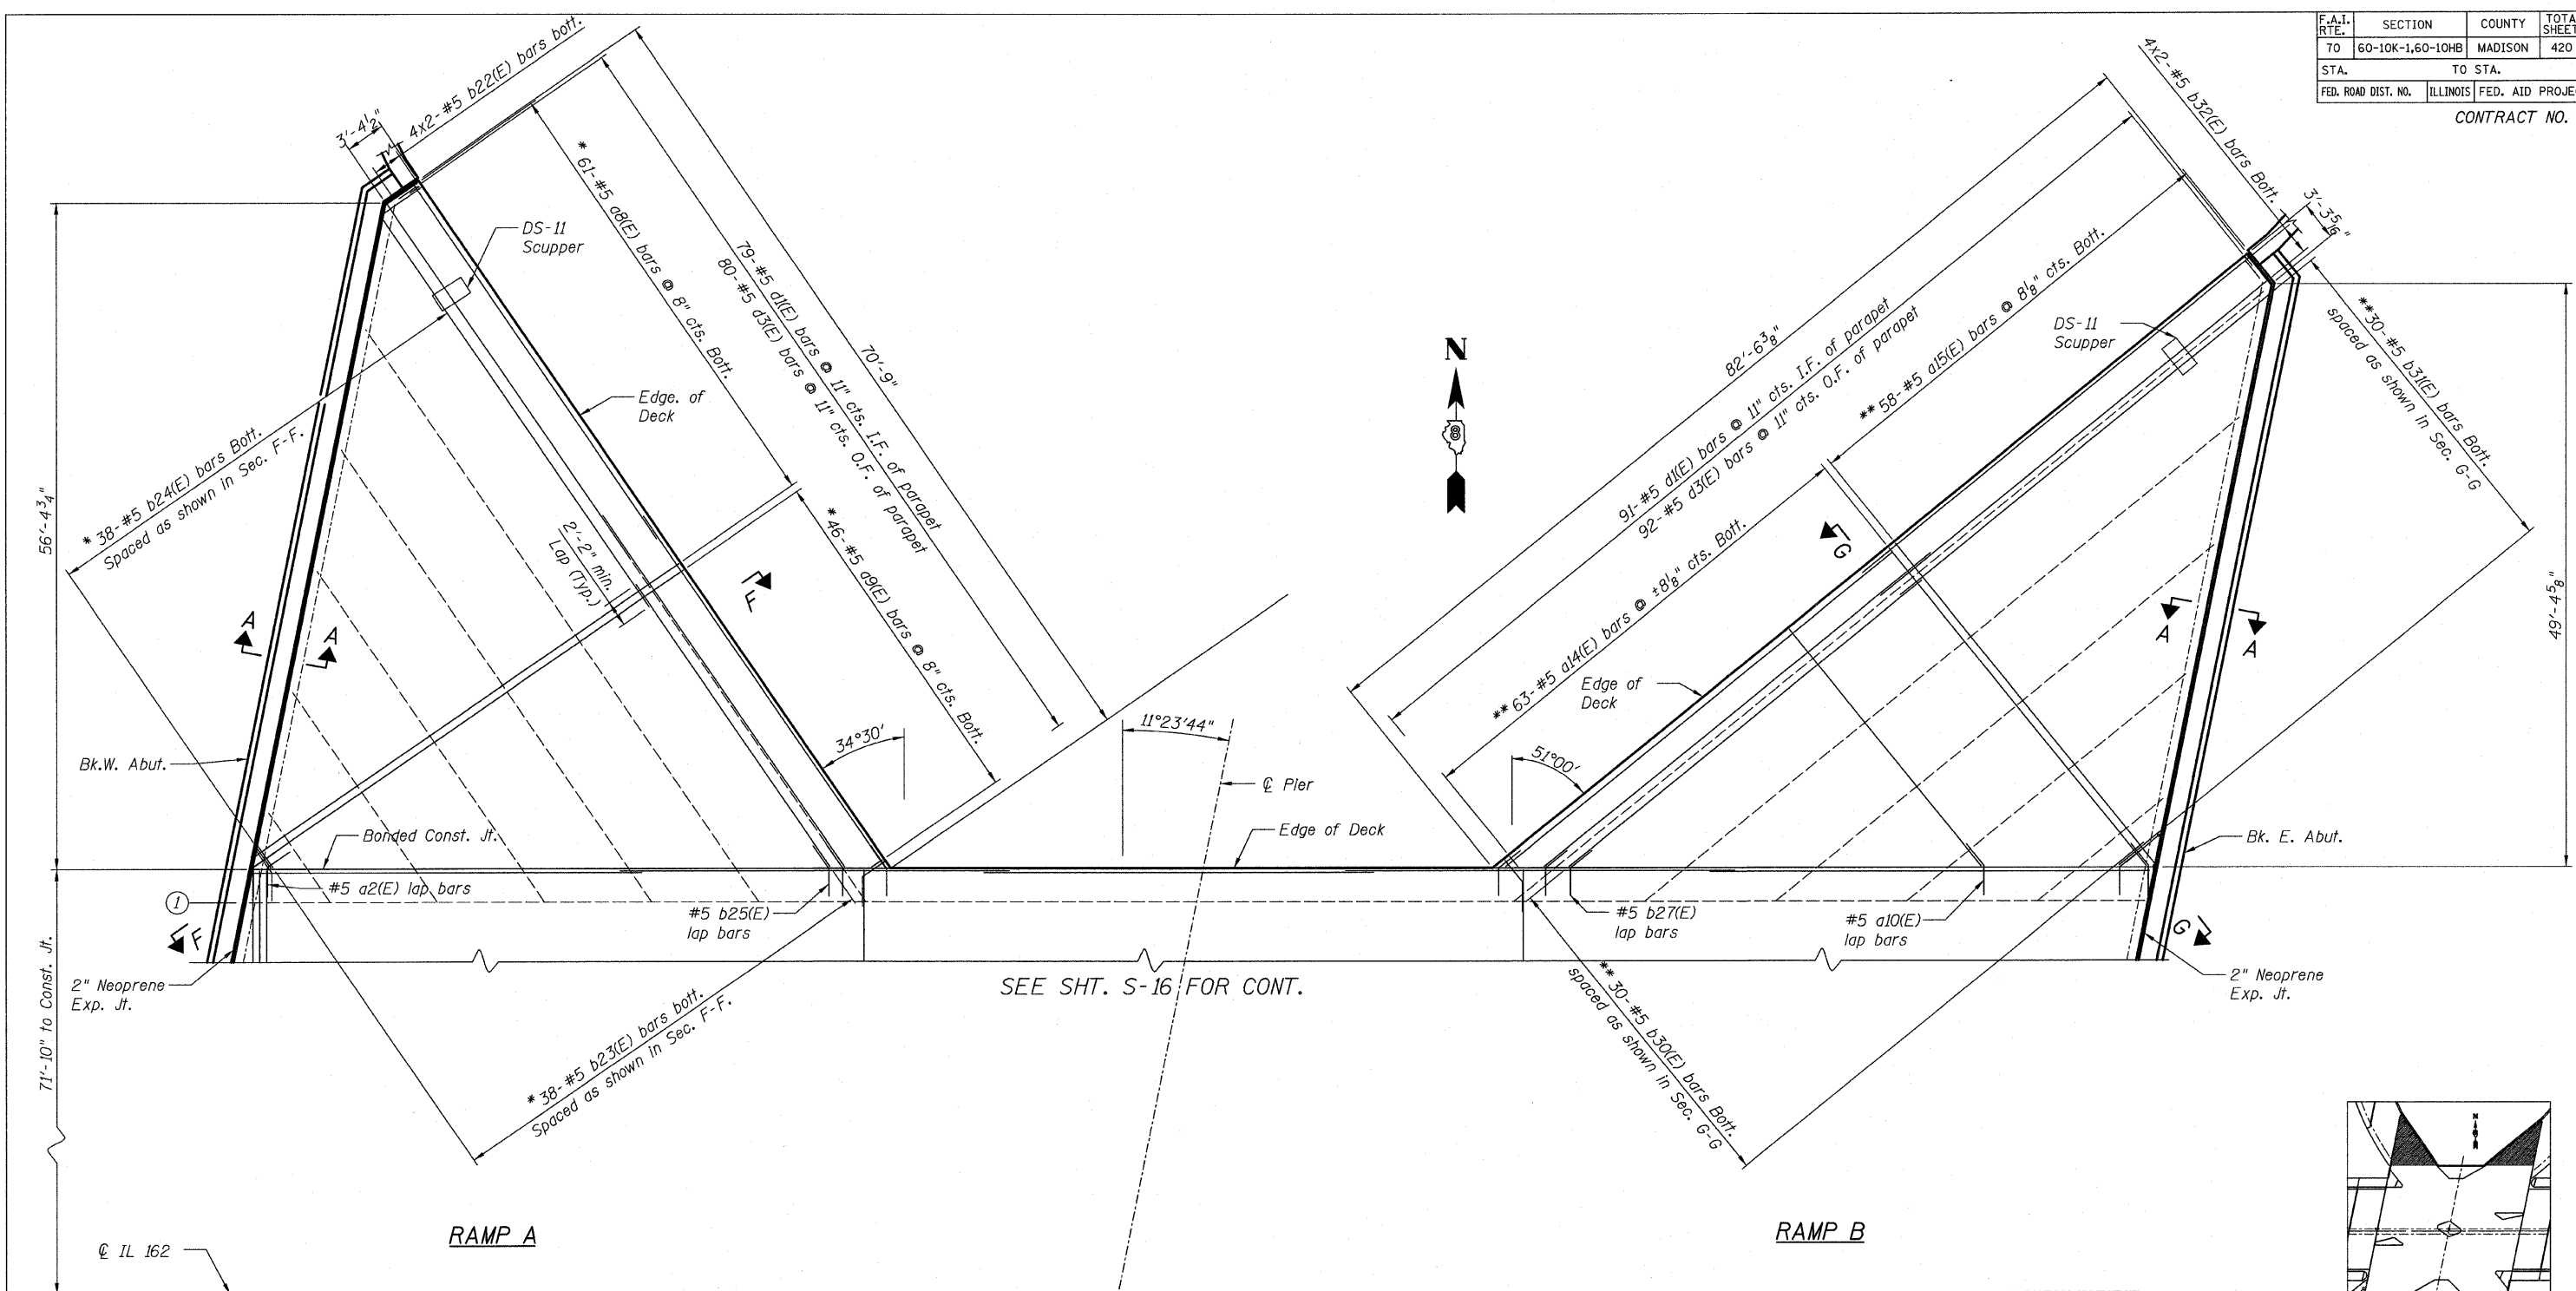 F.A.I. RTE. SECTION COUNTY
70 60-10K-1,60-10HB MADISON 420
STA. TO STA.
FED. ROAD DIST. NO. ILLINOIS FED. AID
CONTRACT NO.
4x2-#5 b22(E) bars bott.
3'-4½"
* 61-#5 a8(E) bars @ 8" cts. Bott.
79-#5 d1(E) bars @ 11" cts. I.F. of parapet
80-#5 d3(E) bars @ 11" cts. O.F. of parapet
70'-9"
DS-11
Scupper
Edge. of
Deck
* 38-#5 b24(E) bars Bott.
Spaced as shown in Sec. F-F.
56'-4¾"
2'-2" min.
Lap (Typ.)
* 46-#5 a9(E) bars @ 8" cts. Bott.
F
A
A
34°30'
11°23'44"
Bk.W. Abut.
Bonded Const. Jt.
#5 a2(E) lap bars
1
#5 b25(E)
lap bars
F
2" Neoprene
Exp. Jt.
71'-10" to Const. Jt.
* 38-#5 b23(E) bars bott.
Spaced as shown in Sec. F-F.
RAMP A
℄ IL 162
N
℄ Pier
Edge of Deck
SEE SHT. S-16 FOR CONT.
4x2-#5 b32(E) bars Bott.
3'-3 5/16"
82'-6⅜"
91-#5 d1(E) bars @ 11" cts. I.F. of parapet
92-#5 d3(E) bars @ 11" cts. O.F. of parapet
** 58-#5 a15(E) bars @ 8⅛" cts. Bott.
** 63-#5 a14(E) bars @ ±8⅛" cts. Bott.
DS-11
Scupper
**30-#5 b31(E) bars Bott.
spaced as shown in Sec. G-G
G
Edge of
Deck
51°00'
A
A
49'-4⅝"
Bk. E. Abut.
#5 b27(E)
lap bars
#5 a10(E)
lap bars
G
2" Neoprene
Exp. Jt.
** 30-#5 b30(E) bars Bott.
spaced as shown in Sec. G-G
RAMP B
N